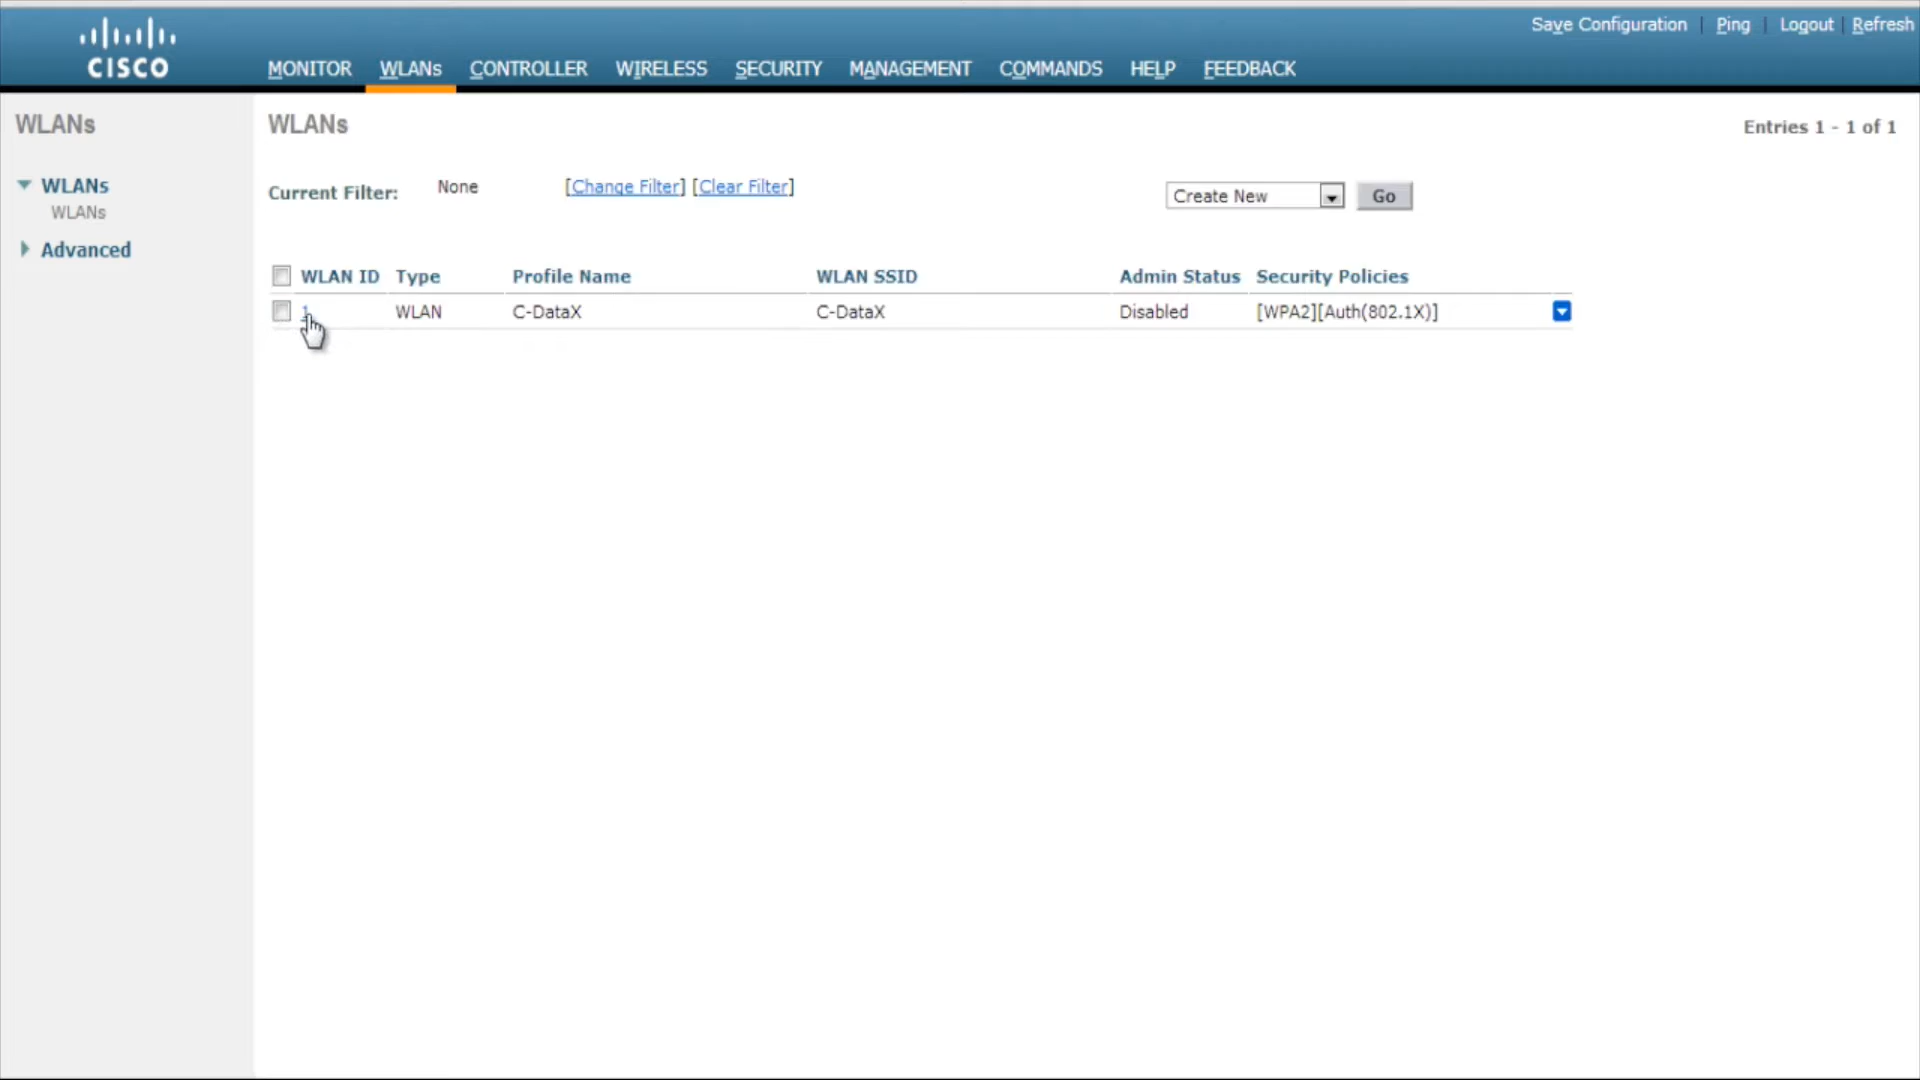 Save Configuration | Ping | Logout | Refresh
CISCO
MONITOR WLANs CONTROLLER WIRELESS SECURITY MANAGEMENT COMMANDS HELP FEEDBACK
WLANs
WLANs
WLANs
Advanced
WLANs
Entries 1 - 1 of 1
Current Filter: None [Change Filter] [Clear Filter]
Create New Go
WLAN ID Type Profile Name WLAN SSID Admin Status Security Policies
1 WLAN C-DataX C-DataX Disabled [WPA2][Auth(802.1X)]